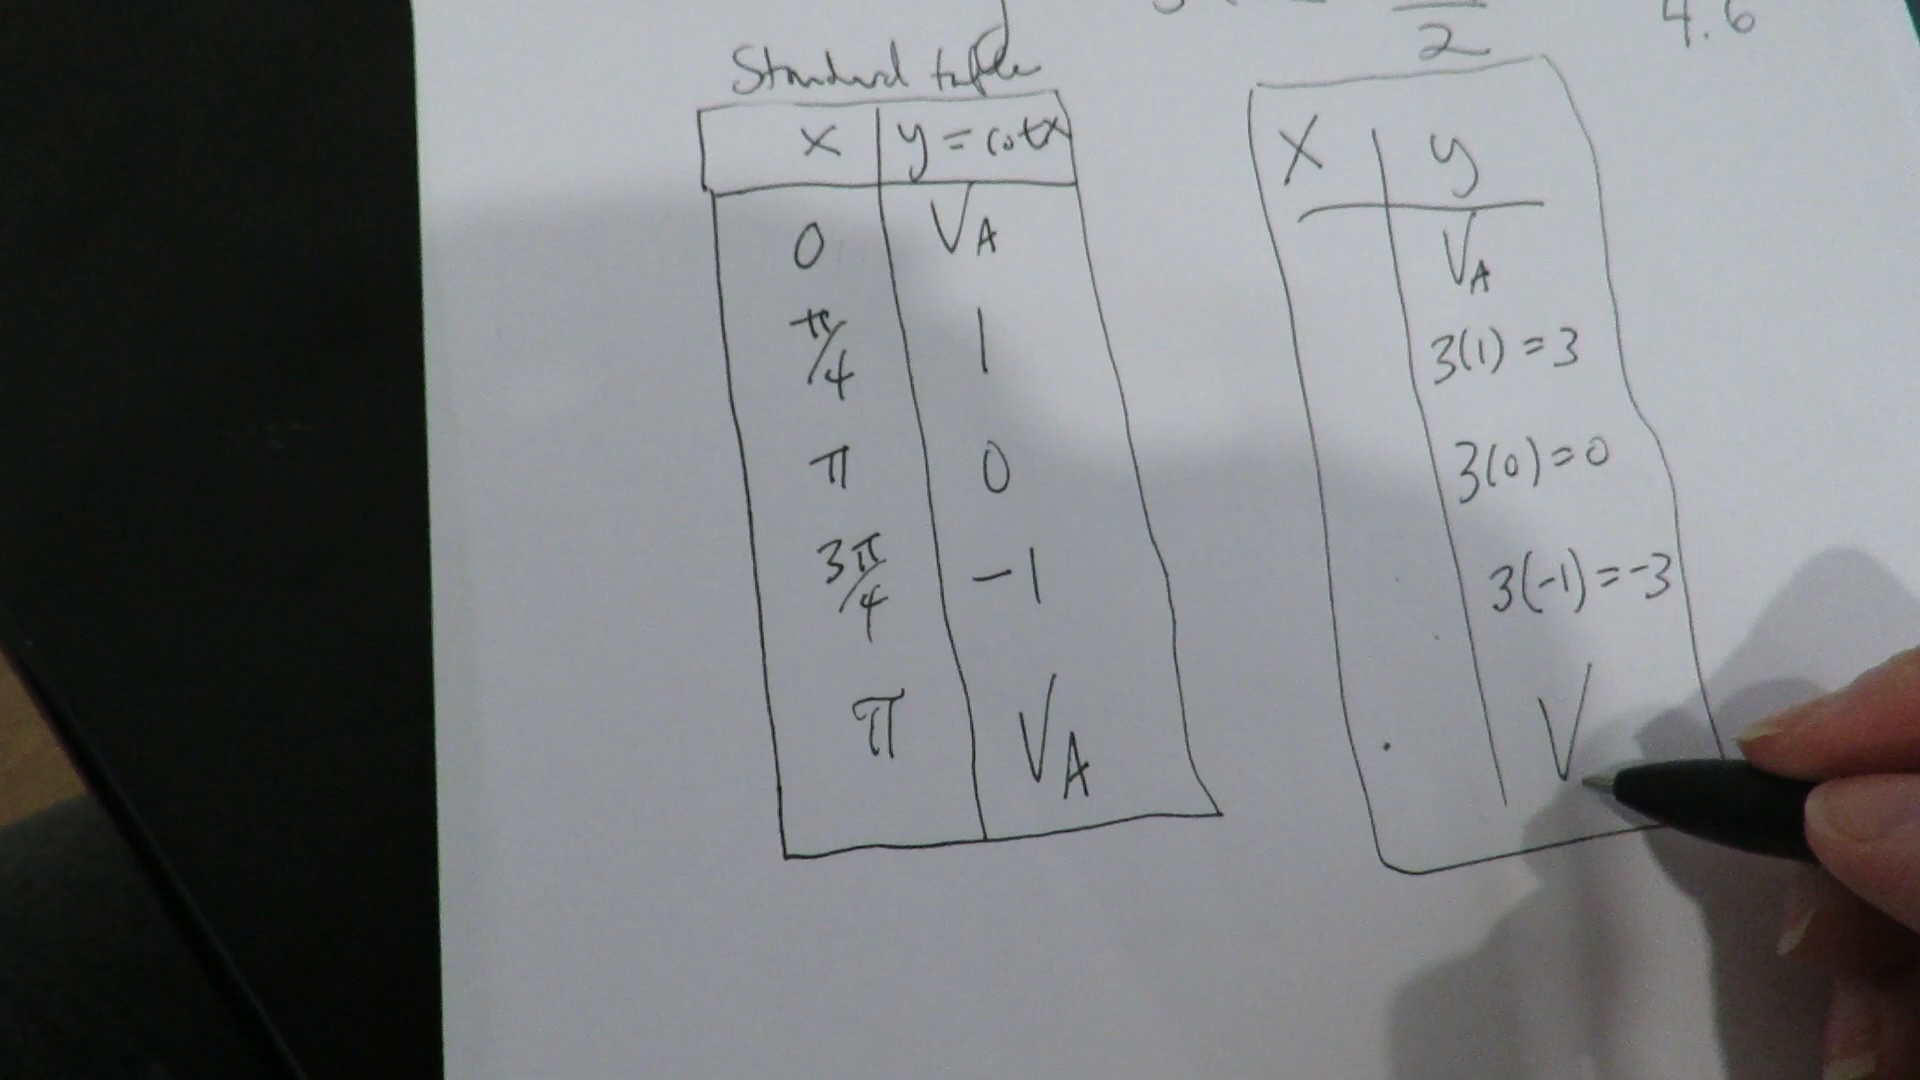 2 4.6
Standard table
x y = cotx
0 VA
π/4 1
π 0
3π/4 -1
π VA
x y
VA
3(1) = 3
3(0) = 0
3(-1) = -3
V